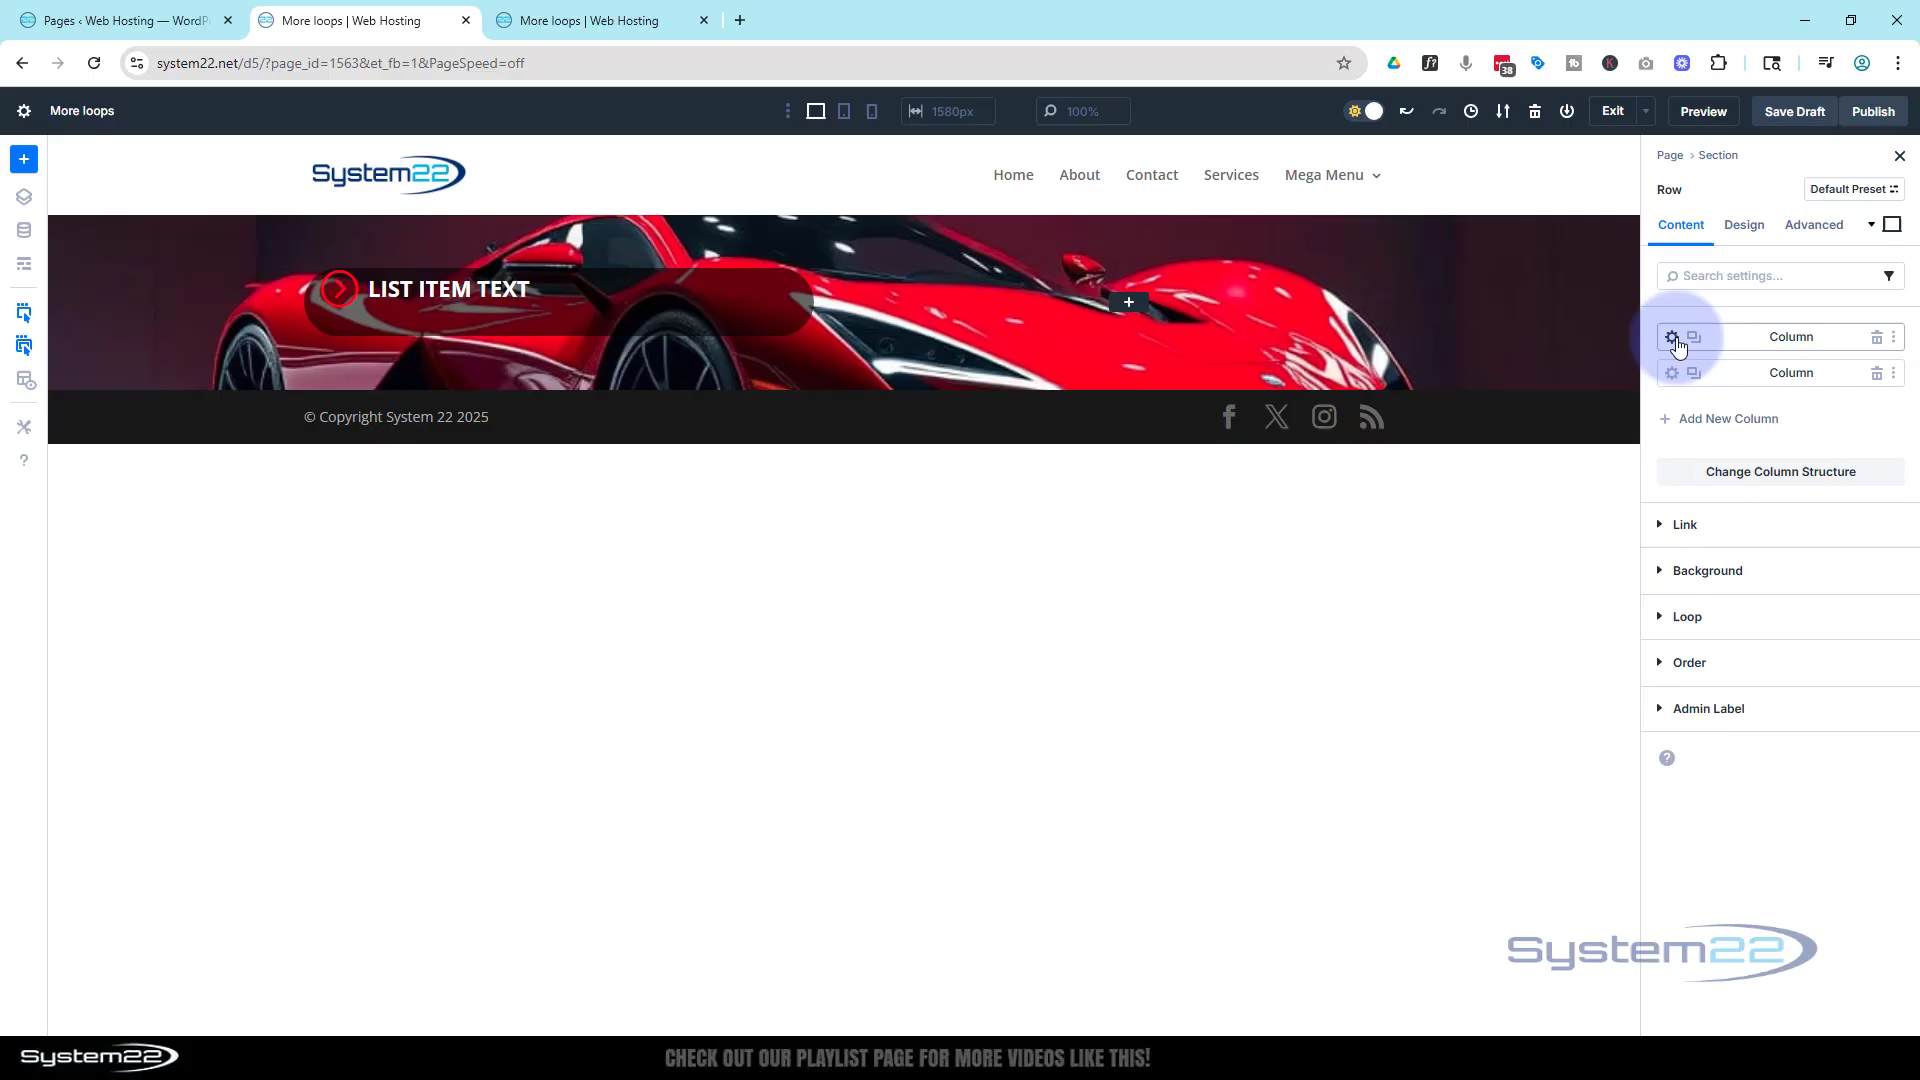 Pages ‹ Web Hosting — WordP
More loops | Web Hosting
More loops | Web Hosting
system22.net/d5/?page_id=1563&et_fb=1&PageSpeed=off
38
More loops
1580px
100%
Exit
Preview
Save Draft
Publish
System22
Home
About
Contact
Services
Mega Menu
Page › Section
Row
Default Preset
Content
Design
Advanced
Search settings...
LIST ITEM TEXT
Column
Column
+ Add New Column
Change Column Structure
© Copyright System 22 2025
Link
Background
Loop
Order
Admin Label
System22
System22
CHECK OUT OUR PLAYLIST PAGE FOR MORE VIDEOS LIKE THIS!